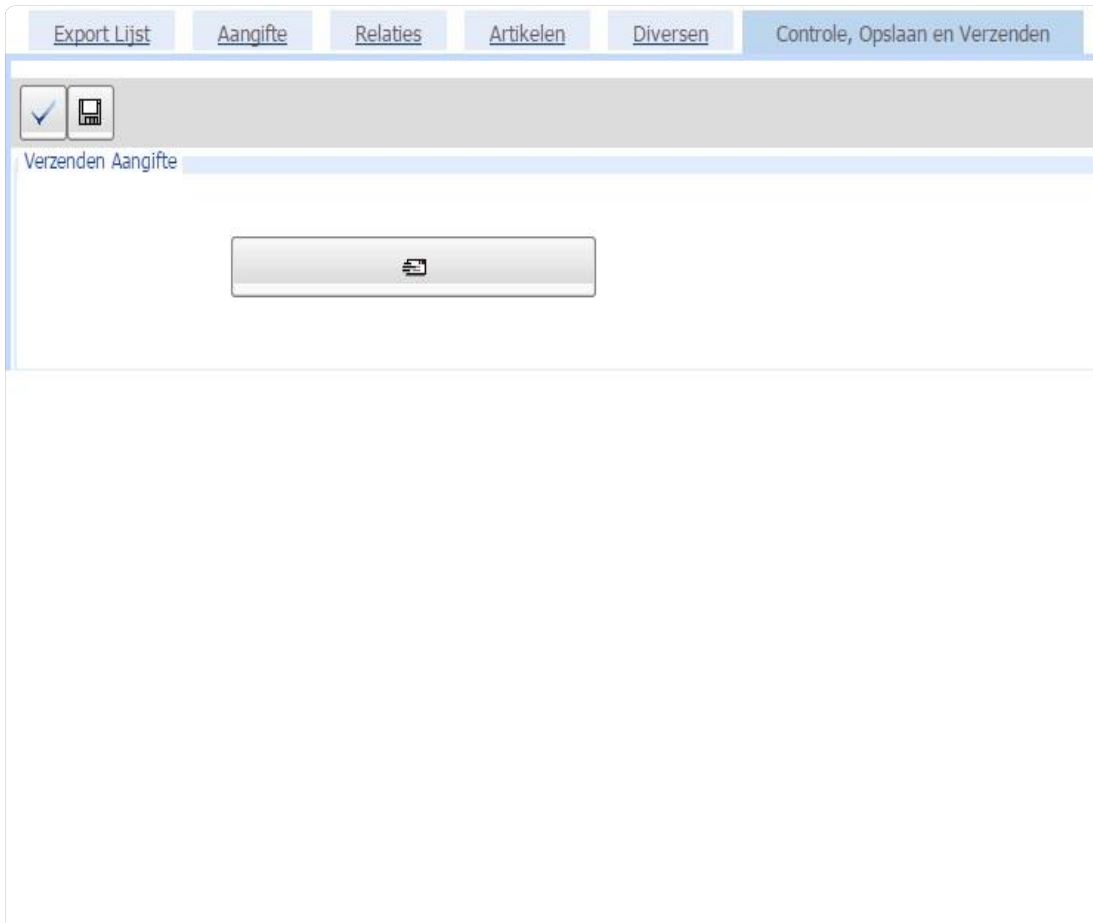 Export Lijst Aangifte Relaties Artikelen Diversen Controle, Opslaan en Verzenden
Verzenden Aangifte